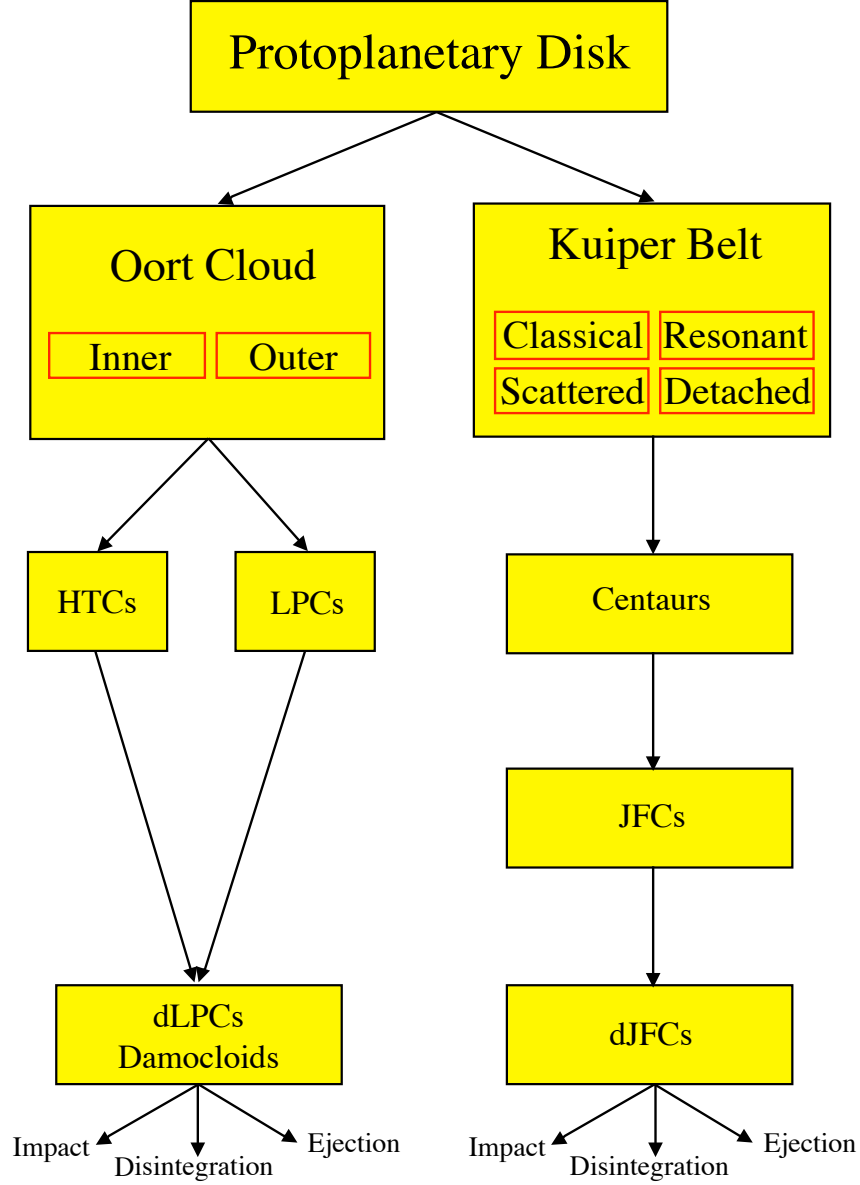 Protoplanetary Disk
Oort Cloud
Kuiper Belt
Inner
Outer
Classical
Resonant
Scattered
Detached
HTCs
LPCs
Centaurs
JFCs
dLPCs
Damocloids
dJFCs
Impact
Disintegration
Ejection
Impact
Disintegration
Ejection